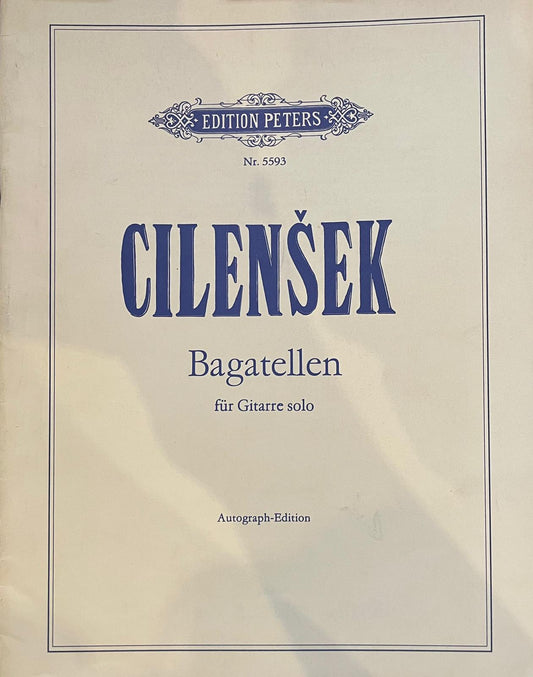 EDITION PETERS
Nr. 5593
CILENŠEK
Bagatellen
für Gitarre solo
Autograph-Edition